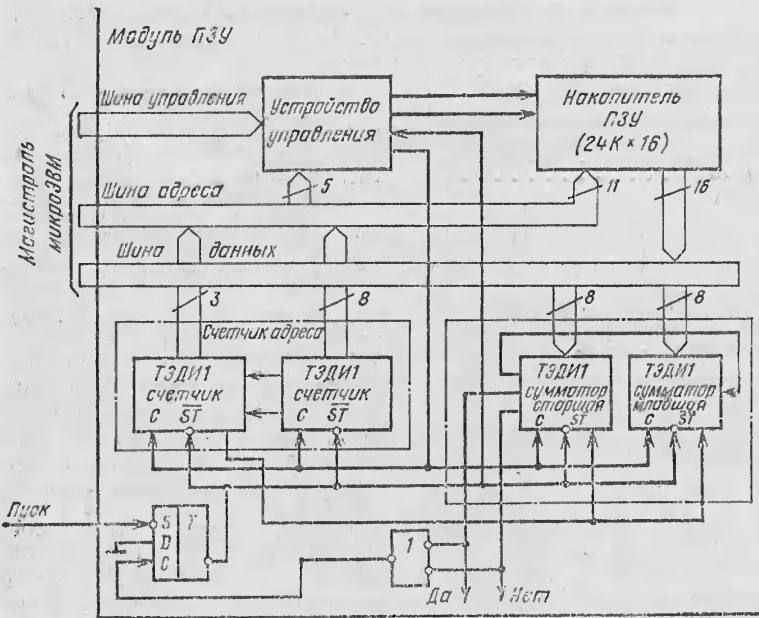 Модуль ПЗУ
Магистраль
микроЭВМ
Шина управления
Устройство
управления
Накопитель
ПЗУ
(24К × 16)
Шина адреса
5
11
16
Шина данных
3
8
8
8
Счетчик адреса
ТЭДИ1
счетчик
C ST
ТЭДИ1
счетчик
C ST
ТЭДИ1
сумматор
старшая
C ST
ТЭДИ1
сумматор
младшая
C ST
Пуск
S T
D
C
1
Да
Нет